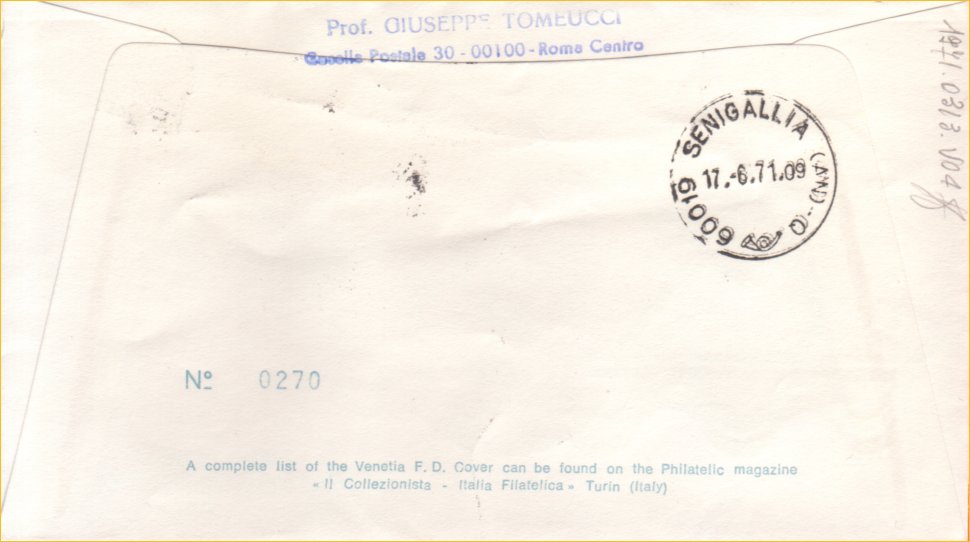 Prof. GIUSEPPE TOMEUCCI
Casella Postale 30 - 00100 - Roma Centro
SENIGALLIA (AN) - C
17.-6.71.09
60019
Nº 0270
A complete list of the Venetia F. D. Cover can be found on the Philatelic magazine
« Il Collezionista - Italia Filatelica » Turin (Italy)